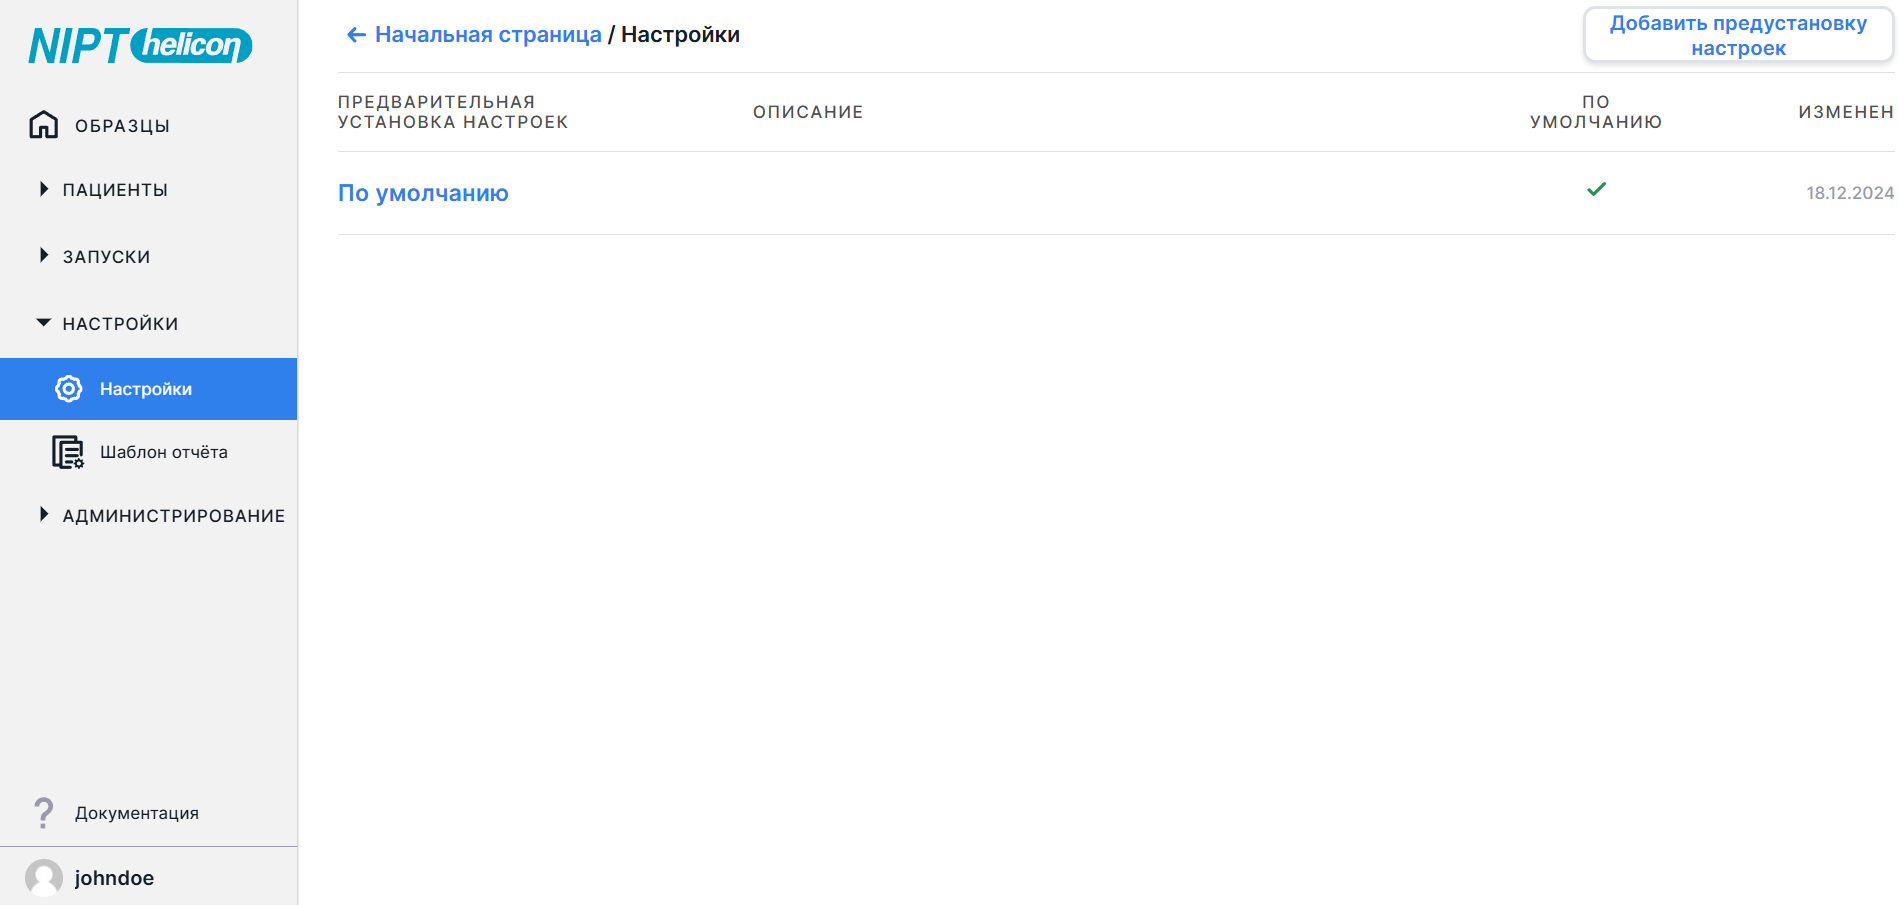 NIPT helicon
ОБРАЗЦЫ
ПАЦИЕНТЫ
ЗАПУСКИ
НАСТРОЙКИ
Настройки
Шаблон отчёта
АДМИНИСТРИРОВАНИЕ
Документация
johndoe
← Начальная страница / Настройки
Добавить предустановку
настроек
ПРЕДВАРИТЕЛЬНАЯ
УСТАНОВКА НАСТРОЕК
ОПИСАНИЕ
ПО
УМОЛЧАНИЮ
ИЗМЕНЕН
По умолчанию
18.12.2024